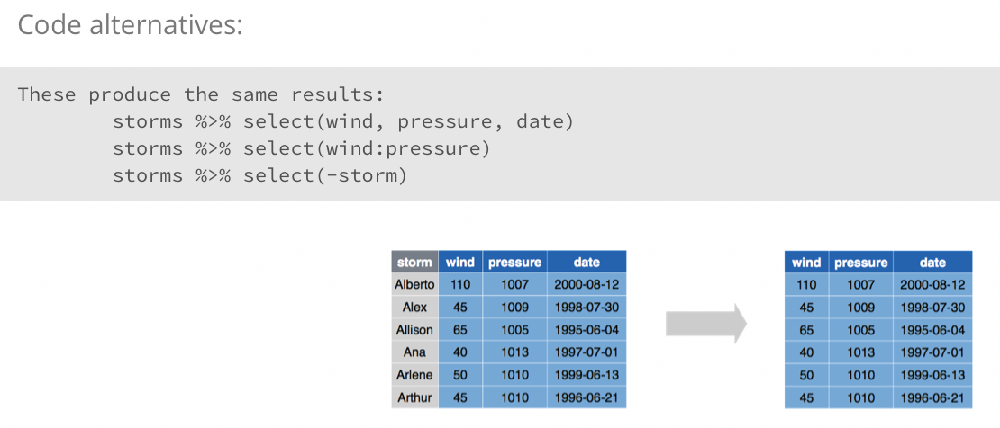 Code alternatives:
These produce the same results:
storms %>% select(wind, pressure, date)
storms %>% select(wind:pressure)
storms %>% select(-storm)
storm wind pressure date
Alberto 110 1007 2000-08-12
Alex 45 1009 1998-07-30
Allison 65 1005 1995-06-04
Ana 40 1013 1997-07-01
Arlene 50 1010 1999-06-13
Arthur 45 1010 1996-06-21
wind pressure date
110 1007 2000-08-12
45 1009 1998-07-30
65 1005 1995-06-04
40 1013 1997-07-01
50 1010 1999-06-13
45 1010 1996-06-21